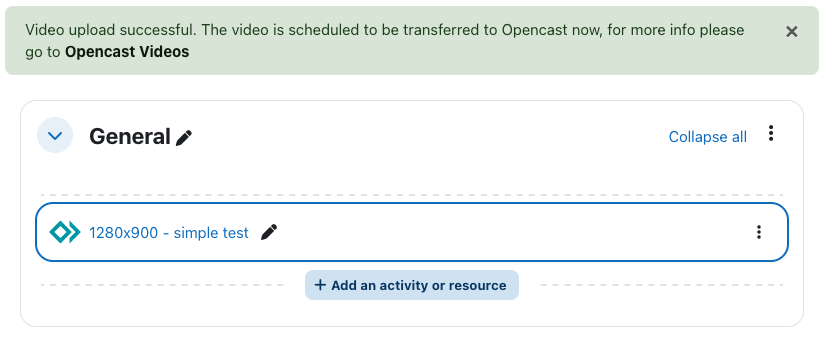 Video upload successful. The video is scheduled to be transferred to Opencast now, for more info please
go to Opencast Videos
General
Collapse all
1280x900 - simple test
+ Add an activity or resource